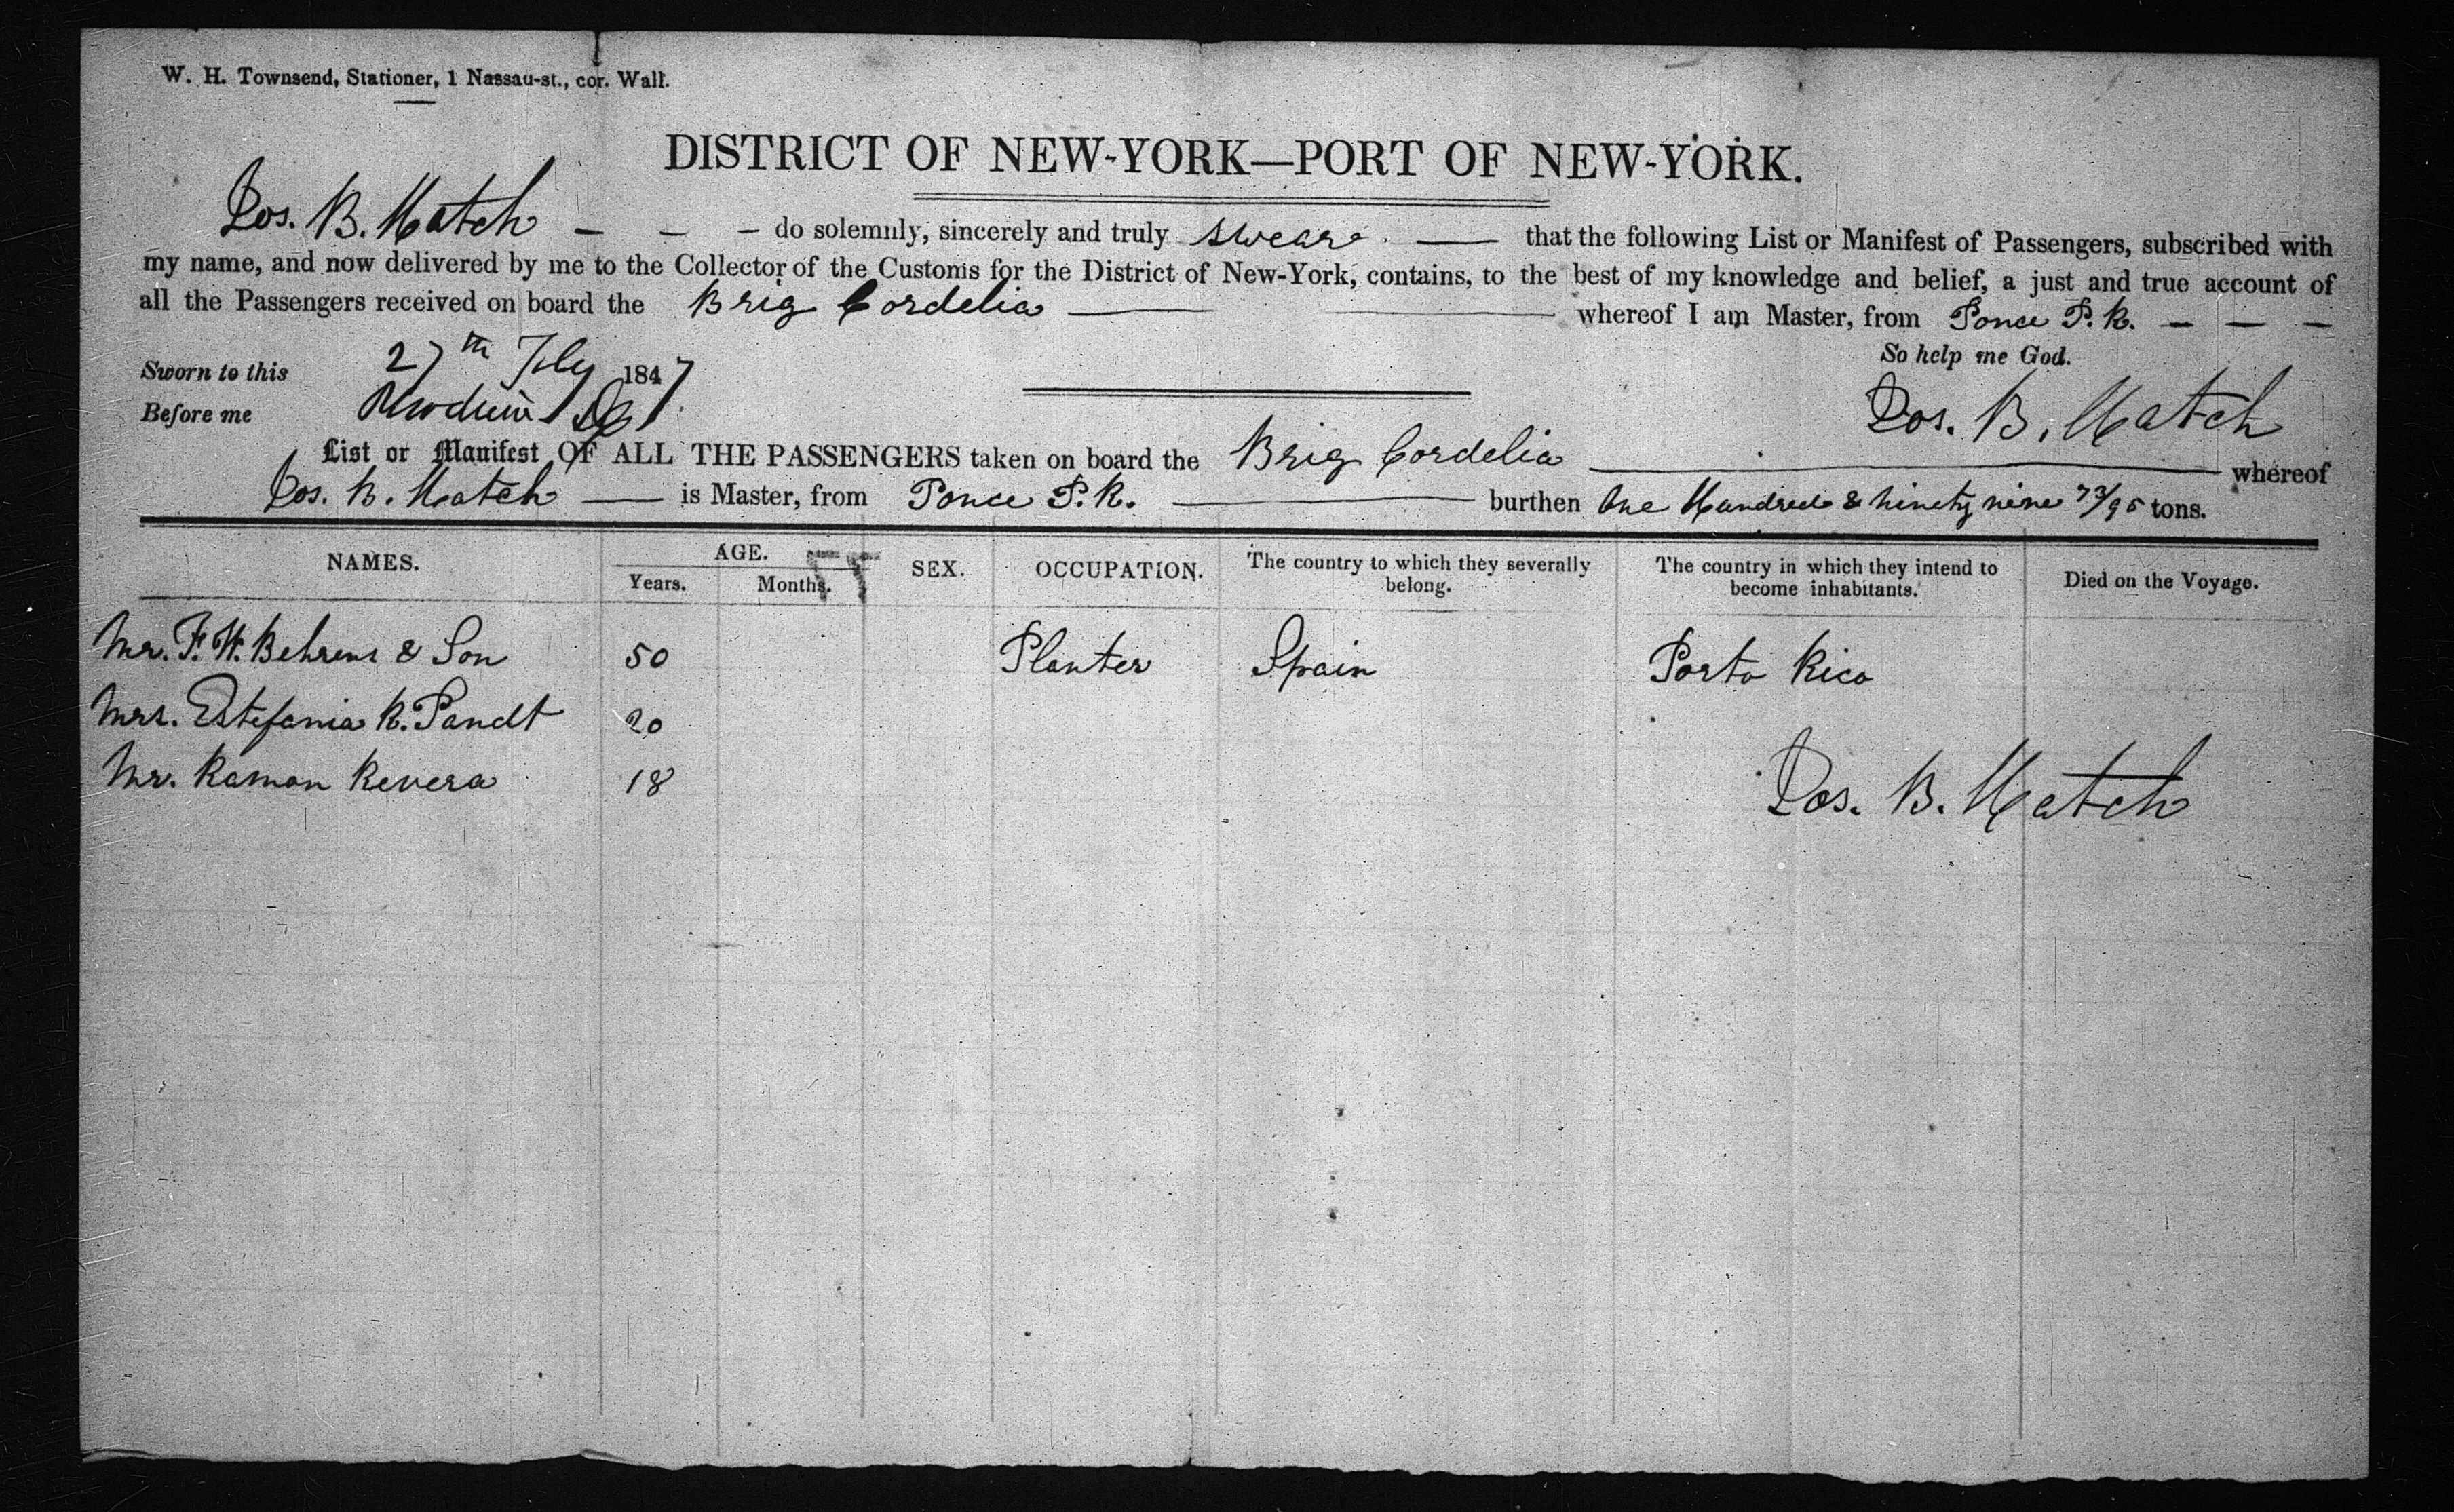 W. H. Townsend, Stationer, 1 Nassau-st., cor. Wall.
DISTRICT OF NEW-YORK—PORT OF NEW-YORK.
Jos. B. Hatch – – – do solemnly, sincerely and truly swear — that the following List or Manifest of Passengers, subscribed with
my name, and now delivered by me to the Collector of the Customs for the District of New-York, contains, to the best of my knowledge and belief, a just and true account of
all the Passengers received on board the Brig Cordelia — whereof I am Master, from Ponce P. R. – – –
So help me God.
Sworn to this 27th 1847
Before me
Jos. B. Hatch
List or Manifest OF ALL THE PASSENGERS taken on board the Brig Cordelia — whereof
Jos. B. Hatch — is Master, from Ponce P. R. — burthen One Hundred & ninety nine 73/95 tons.
NAMES. AGE. SEX. OCCUPATION. The country to which they severally belong. The country in which they intend to become inhabitants. Died on the Voyage.
Years. Months.
Mr. F. W. Behrens & Son 50 Planter Spain Porto Rico
Mrs. Estefania R. Pandt 20
Mr. Ramon Revera 18
Jos. B. Hatch